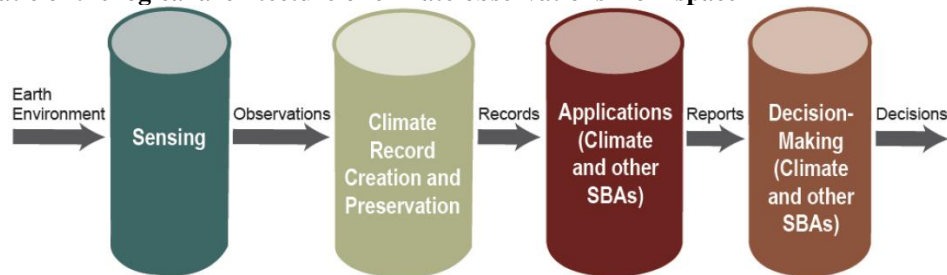 Earth
Environment
Sensing
Observations
Climate
Record
Creation and
Preservation
Records
Applications
(Climate
and other
SBAs)
Reports
Decision-
Making
(Climate
and other
SBAs)
Decisions